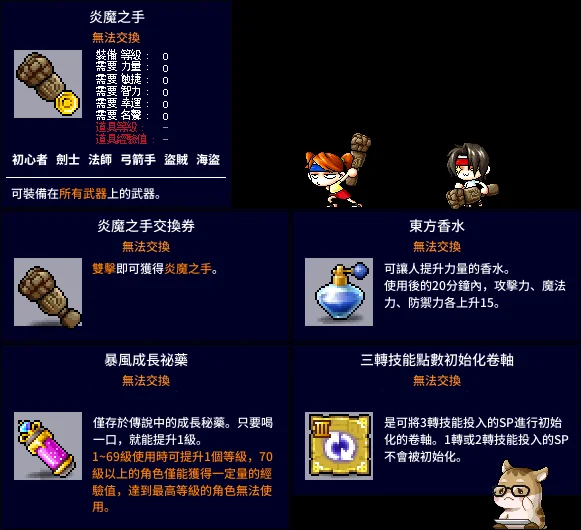 炎魔之手
無法交換
裝備 等級： 0
需要 力量： 0
需要 敏捷： 0
需要 智力： 0
需要 幸運： 0
需要 名聲： 0
道具等級： -
道具經驗值： -
初心者 劍士 法師 弓箭手 盜賊 海盜
可裝備在所有武器上的武器。
炎魔之手交換券
無法交換
雙擊即可獲得炎魔之手。
東方香水
無法交換
可讓人提升力量的香水。
使用後的20分鐘內，攻擊力、魔法
力、防禦力各上升15。
暴風成長祕藥
無法交換
僅存於傳說中的成長秘藥。只要喝
一口，就能提升1級。
1~69級使用時可提升1個等級，70
級以上的角色僅能獲得一定量的經
驗值，達到最高等級的角色無法使
用。
三轉技能點數初始化卷軸
無法交換
III
是可將3轉技能投入的SP進行初始
化的卷軸。1轉或2轉技能投入的SP
不會被初始化。